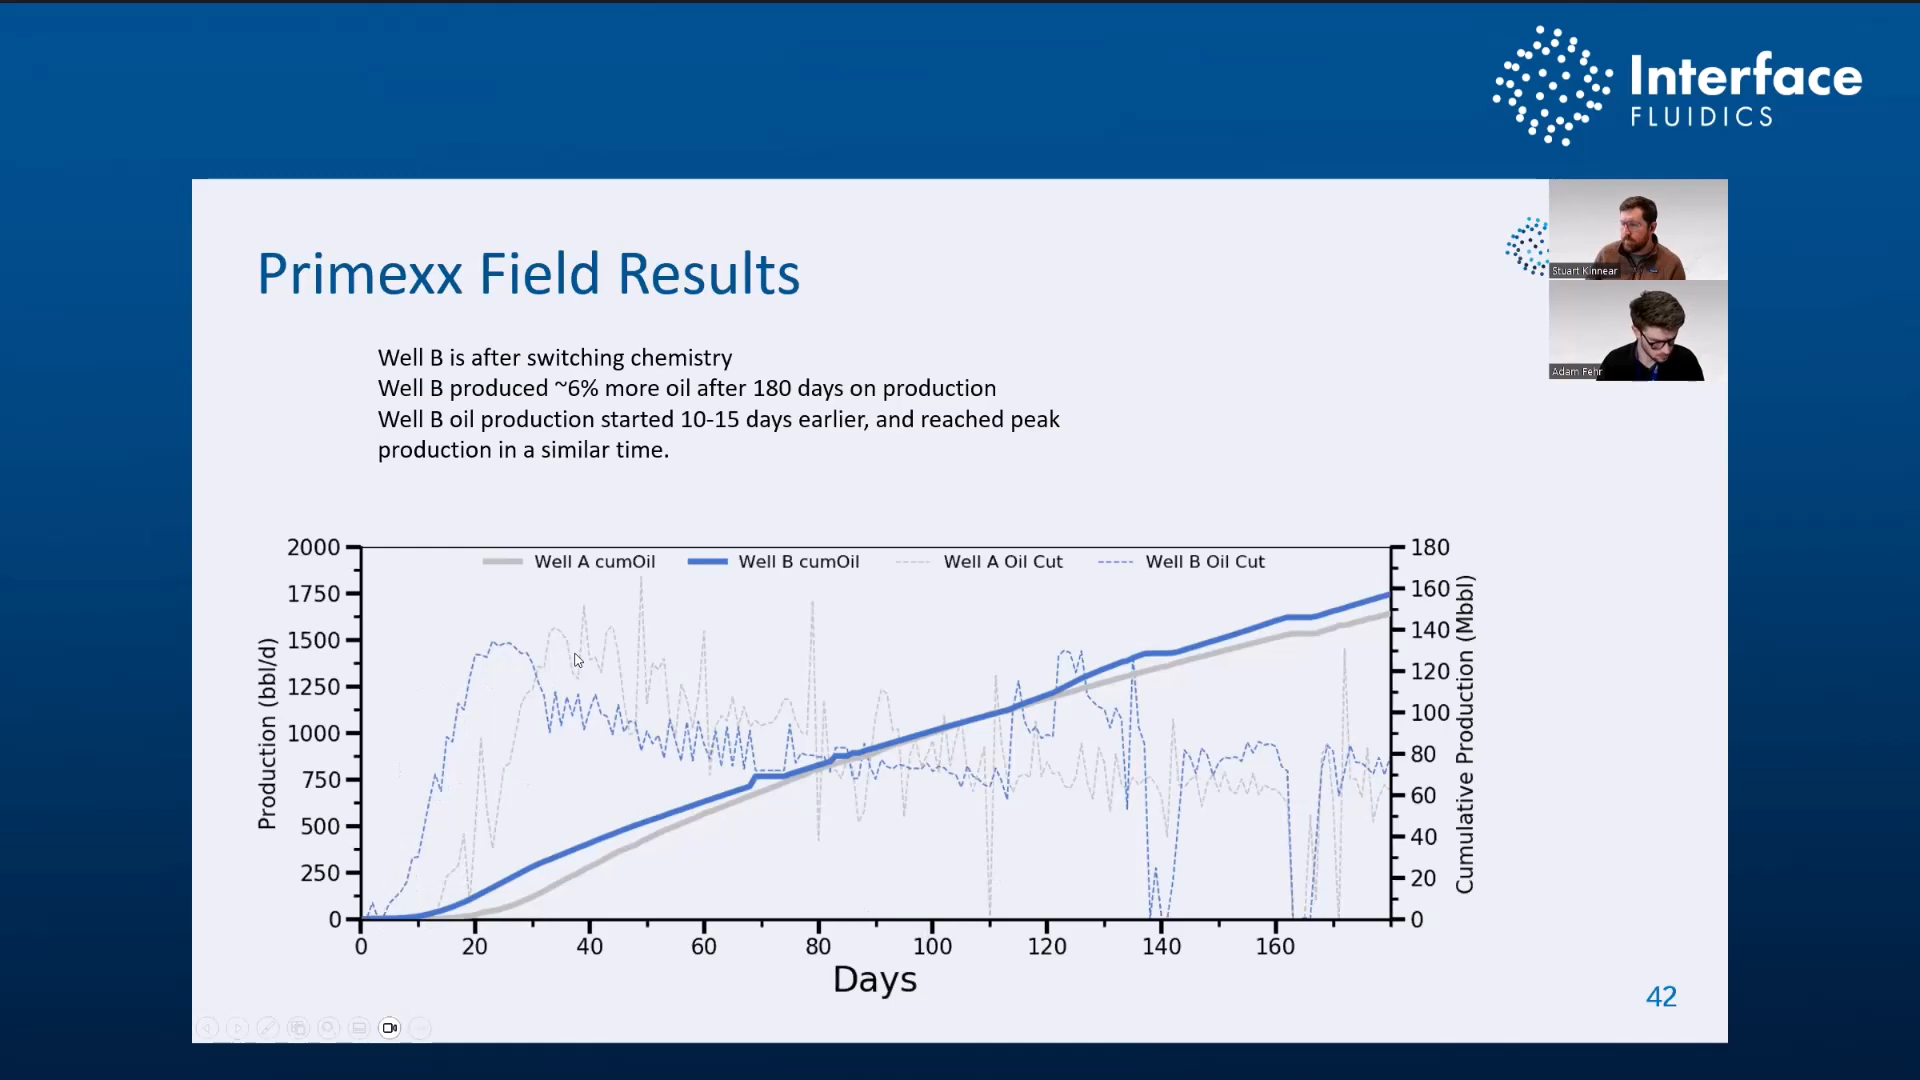 Interface
FLUIDICS
Primexx Field Results
Stuart Kinnear
Adam Fehr
Well B is after switching chemistry
Well B produced ~6% more oil after 180 days on production
Well B oil production started 10-15 days earlier, and reached peak
production in a similar time.
Well A cumOil Well B cumOil Well A Oil Cut Well B Oil Cut
Production (bbl/d)
2000
1750
1500
1250
1000
750
500
250
0
180
160
140
120
100
80
60
40
20
0
Cumulative Production (Mbbl)
0 20 40 60 80 100 120 140 160
Days
42